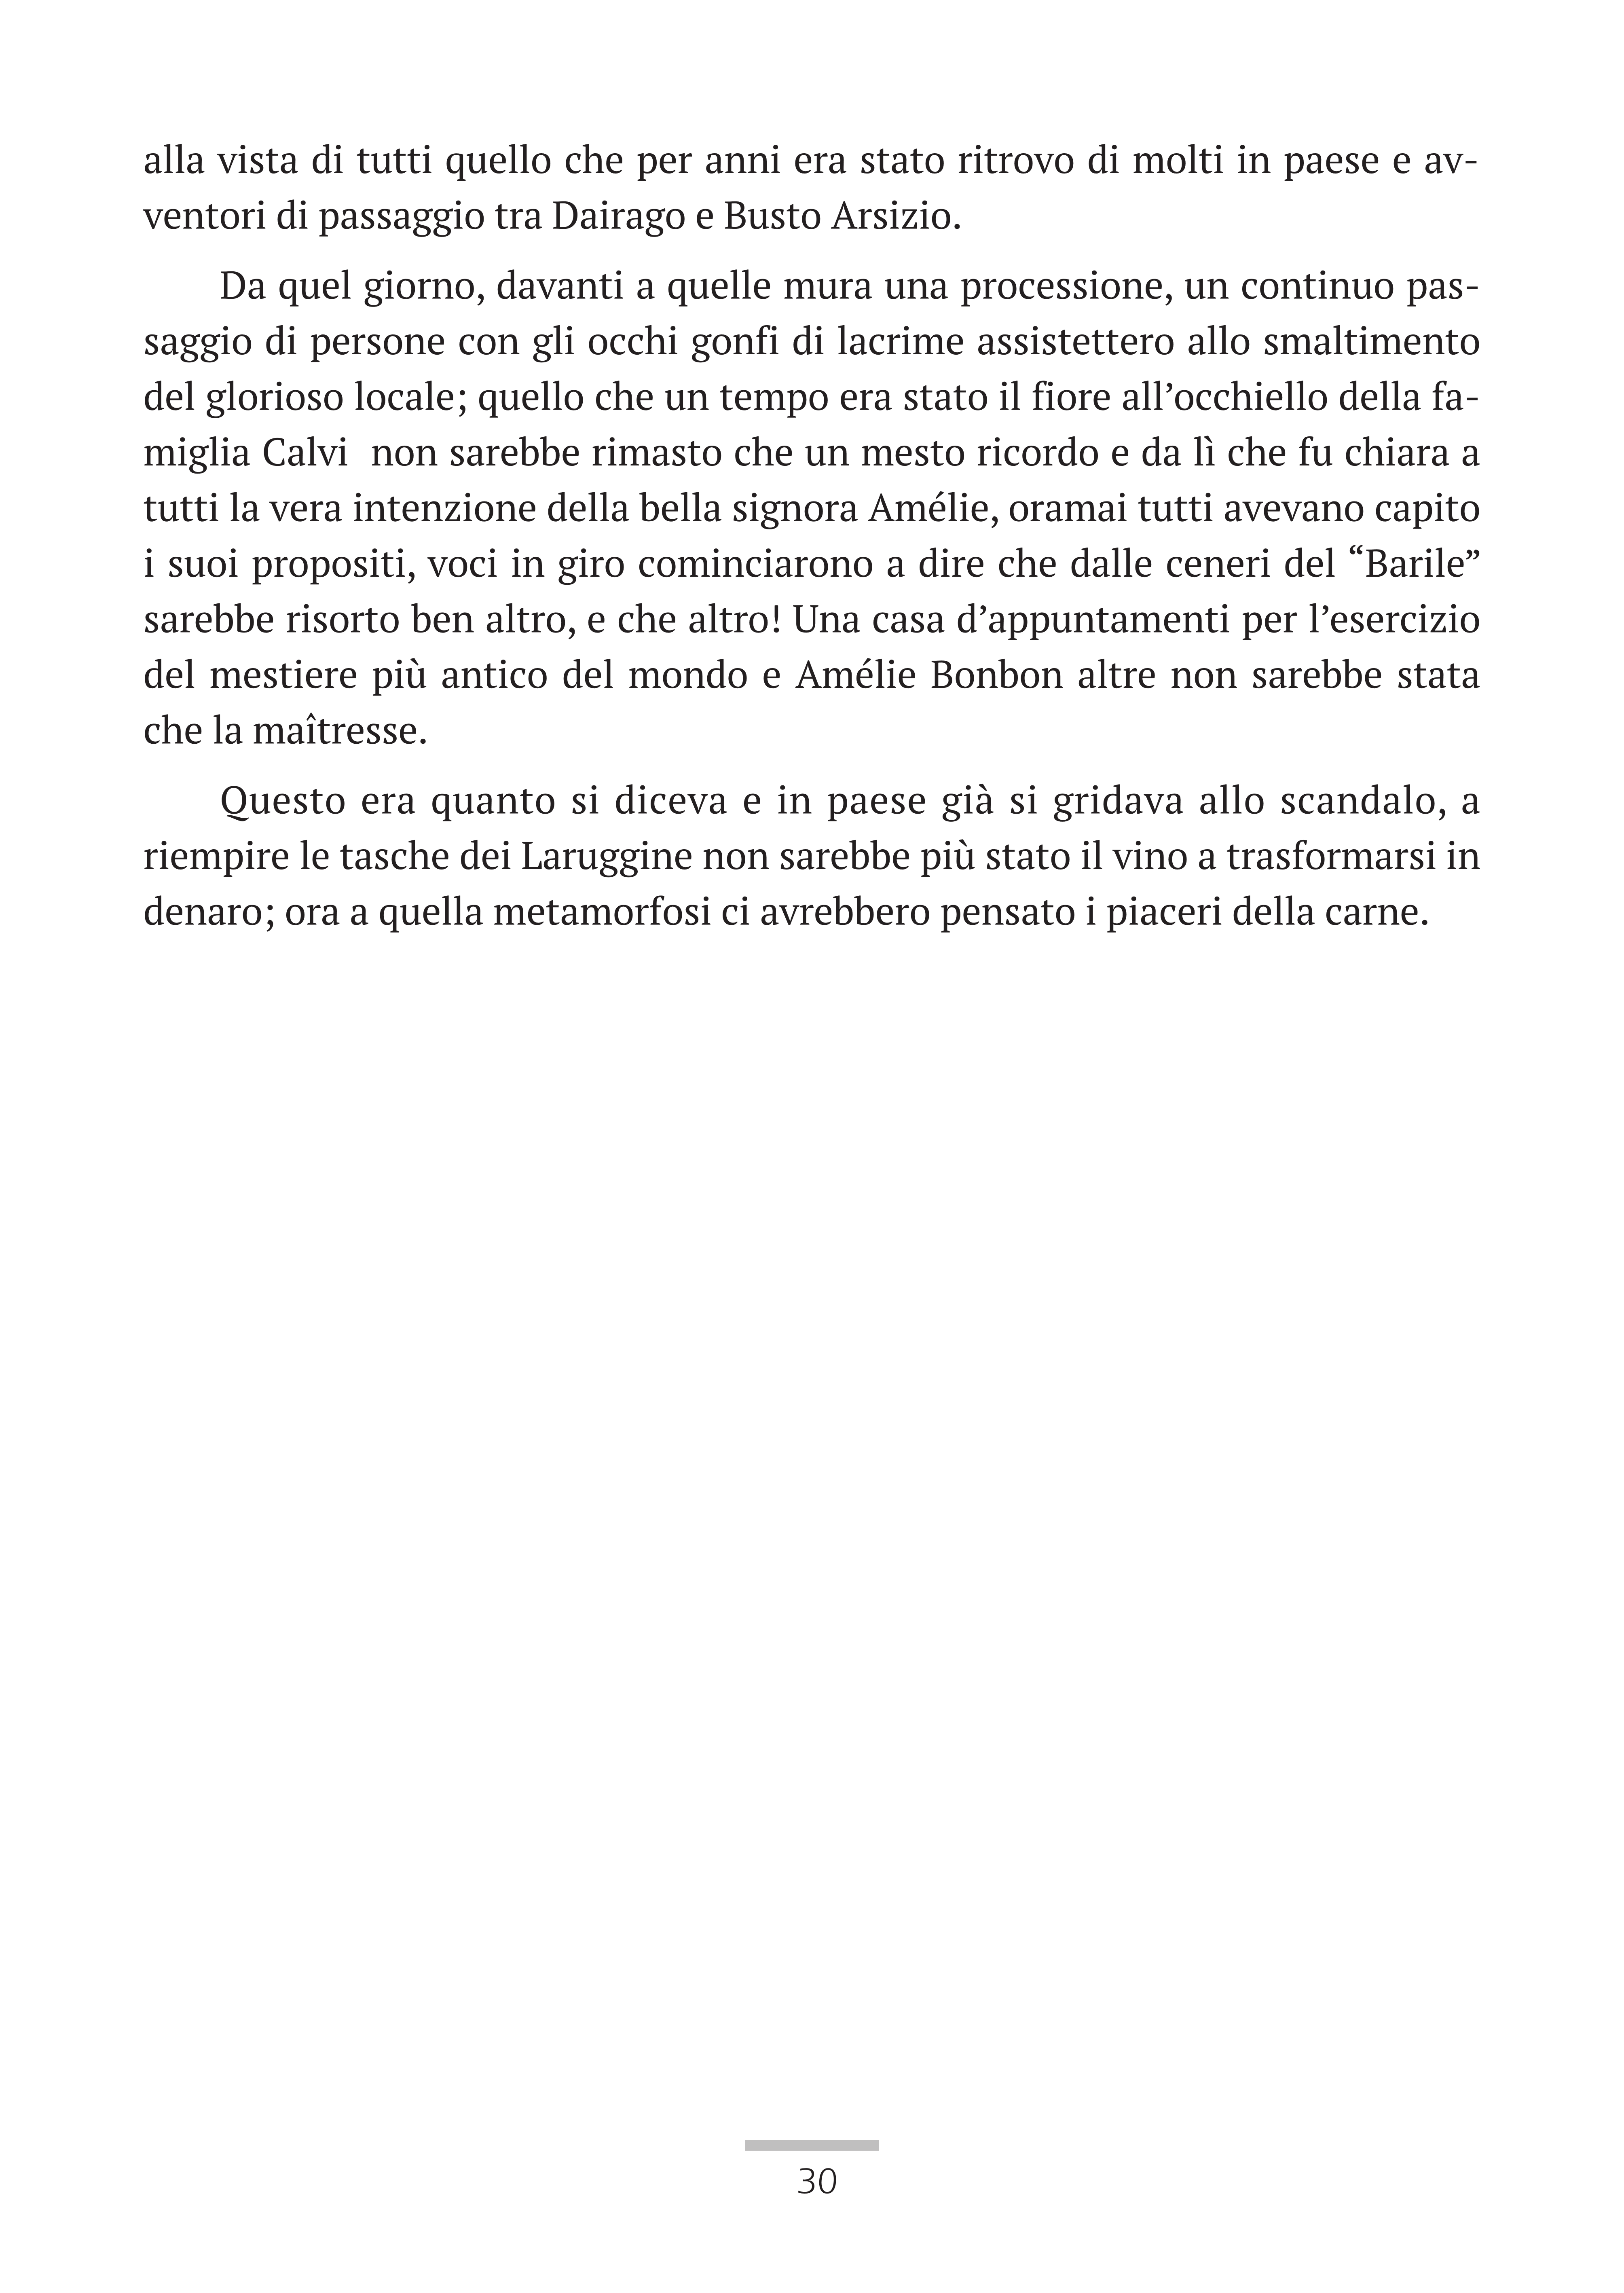 alla vista di tutti quello che per anni era stato ritrovo di molti in paese e av-
ventori di passaggio tra Dairago e Busto Arsizio.
Da quel giorno, davanti a quelle mura una processione, un continuo pas-
saggio di persone con gli occhi gonfi di lacrime assistettero allo smaltimento
del glorioso locale; quello che un tempo era stato il fiore all’occhiello della fa-
miglia Calvi  non sarebbe rimasto che un mesto ricordo e da lì che fu chiara a
tutti la vera intenzione della bella signora Amélie, oramai tutti avevano capito
i suoi propositi, voci in giro cominciarono a dire che dalle ceneri del “Barile”
sarebbe risorto ben altro, e che altro! Una casa d’appuntamenti per l’esercizio
del mestiere più antico del mondo e Amélie Bonbon altre non sarebbe stata
che la maîtresse.
Questo era quanto si diceva e in paese già si gridava allo scandalo, a
riempire le tasche dei Laruggine non sarebbe più stato il vino a trasformarsi in
denaro; ora a quella metamorfosi ci avrebbero pensato i piaceri della carne.
30